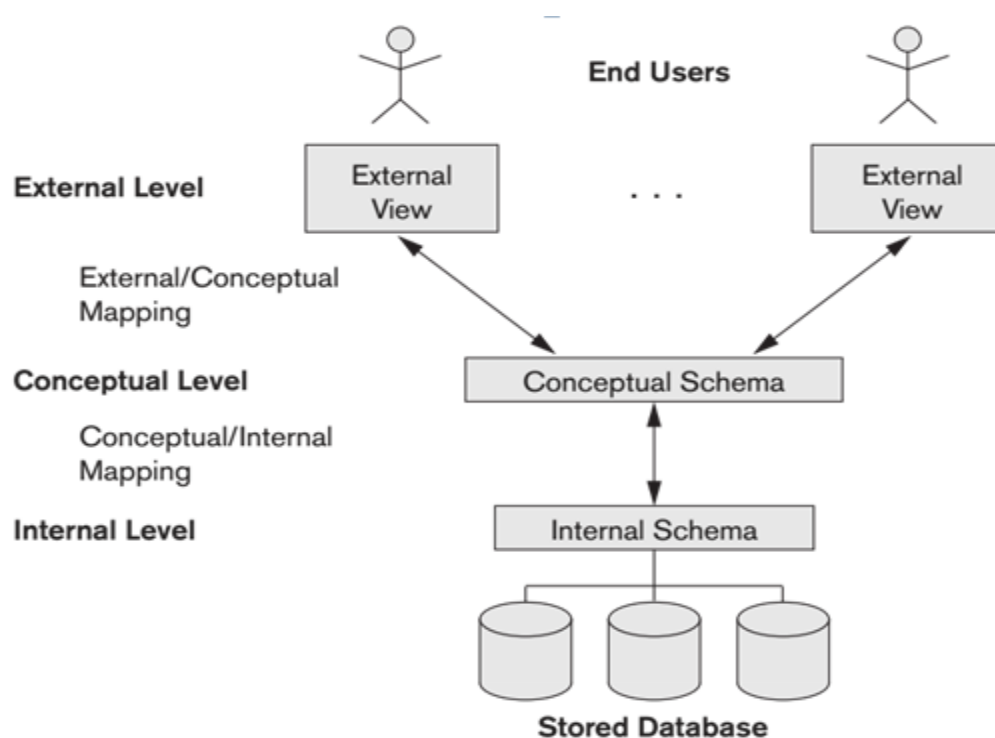 End Users
External Level
External
View
. . .
External
View
External/Conceptual
Mapping
Conceptual Level
Conceptual Schema
Conceptual/Internal
Mapping
Internal Level
Internal Schema
Stored Database